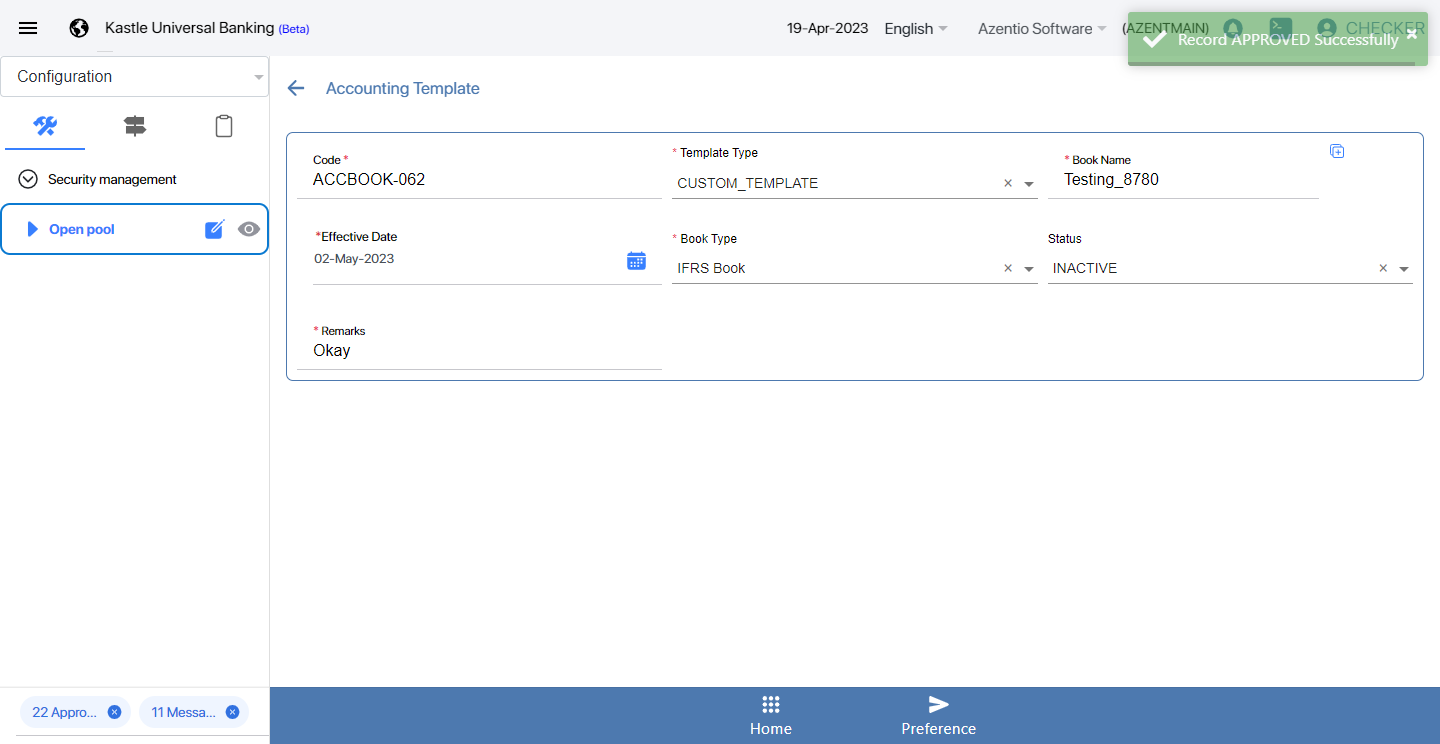 Kastle Universal Banking (Beta)
19-Apr-2023
English
Azentio Software
(AZENTMAIN)
CHECKER
Record APPROVED Successfully
Configuration
Accounting Template
Security management
Open pool
Code *
ACCBOOK-062
* Template Type
CUSTOM_TEMPLATE
* Book Name
Testing_8780
*Effective Date
02-May-2023
* Book Type
IFRS Book
Status
INACTIVE
* Remarks
Okay
22 Appro...
11 Messa...
Home
Preference